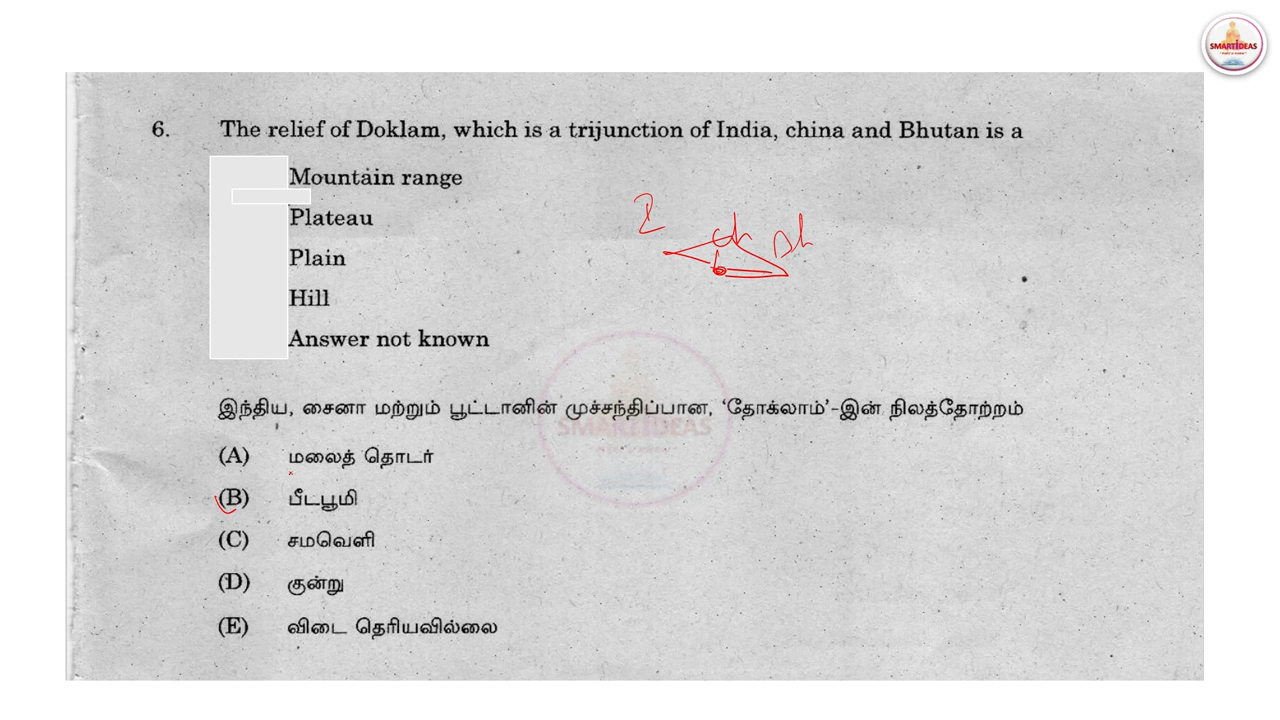 SMARTIDEAS
6. The relief of Doklam, which is a trijunction of India, china and Bhutan is a
Mountain range
Plateau
Plain
Hill
Answer not known
இந்திய, சைனா மற்றும் பூட்டானின் முச்சந்திப்பான, ‘தோக்லாம்’-இன் நிலத்தோற்றம்
SMARTIDEAS
(A) மலைத் தொடர்
(B) பீடபூமி
(C) சமவெளி
(D) குன்று
(E) விடை தெரியவில்லை